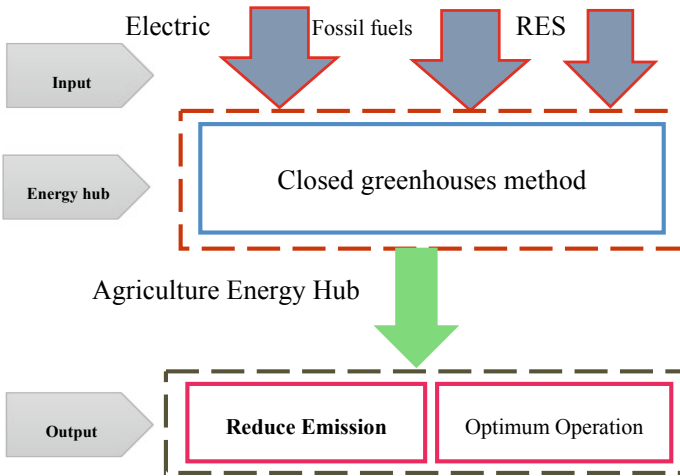 Electric
Fossil fuels
RES
Input
Closed greenhouses method
Energy hub
Agriculture Energy Hub
Output
Reduce Emission
Optimum Operation